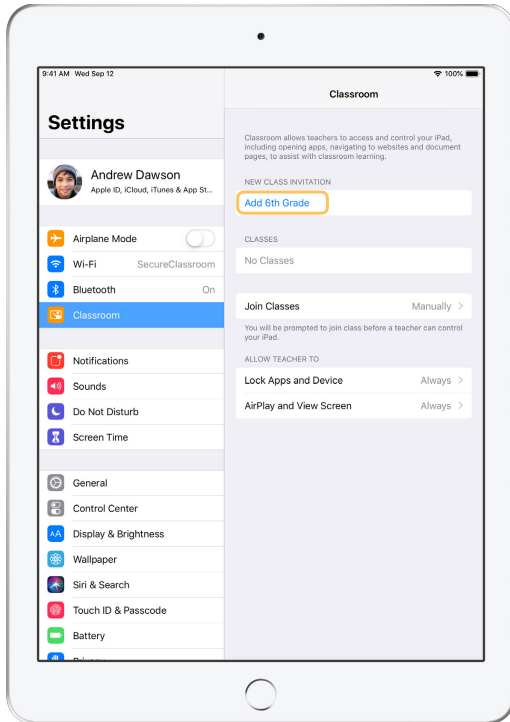 9:41 AM Wed Sep 12
100%
Settings
Andrew Dawson
Apple ID, iCloud, iTunes & App St...
Airplane Mode
Wi-Fi SecureClassroom
Bluetooth On
Classroom
Notifications
Sounds
Do Not Disturb
Screen Time
General
Control Center
AA Display & Brightness
Wallpaper
Siri & Search
Touch ID & Passcode
Battery
Classroom
Classroom allows teachers to access and control your iPad,
including opening apps, navigating to websites and document
pages, to assist with classroom learning.
NEW CLASS INVITATION
Add 6th Grade
CLASSES
No Classes
Join Classes Manually
You will be prompted to join class before a teacher can control
your iPad.
ALLOW TEACHER TO
Lock Apps and Device Always
AirPlay and View Screen Always